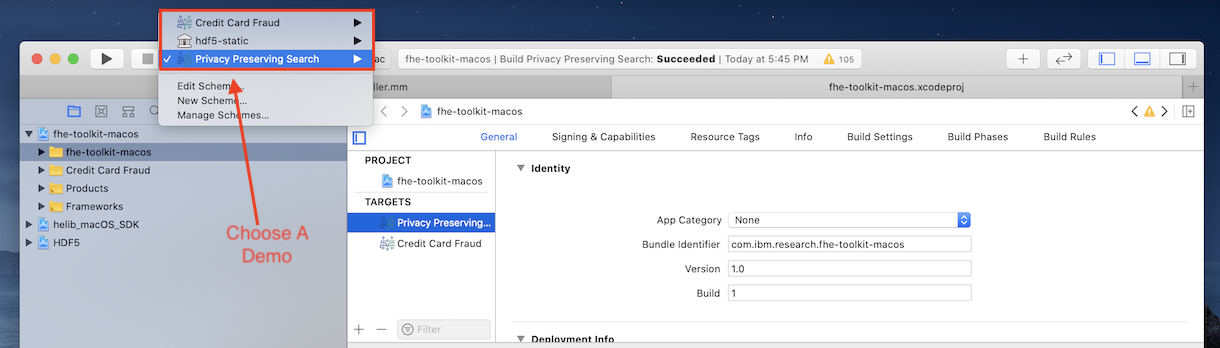 Credit Card Fraud
hdf5-static
Privacy Preserving Search
Edit Scheme...
New Scheme...
Manage Schemes...
fhe-toolkit-macos | Build Privacy Preserving Search: Succeeded | Today at 5:45 PM
105
ller.mm
fhe-toolkit-macos.xcodeproj
fhe-toolkit-macos
General
Signing & Capabilities
Resource Tags
Info
Build Settings
Build Phases
Build Rules
fhe-toolkit-macos
fhe-toolkit-macos
Credit Card Fraud
Products
Frameworks
helib_macOS_SDK
HDF5
Choose A
Demo
PROJECT
fhe-toolkit-macos
TARGETS
Privacy Preserving...
Credit Card Fraud
Filter
Identity
App Category
None
Bundle Identifier
com.ibm.research.fhe-toolkit-macos
Version
1.0
Build
1
Deployment Info